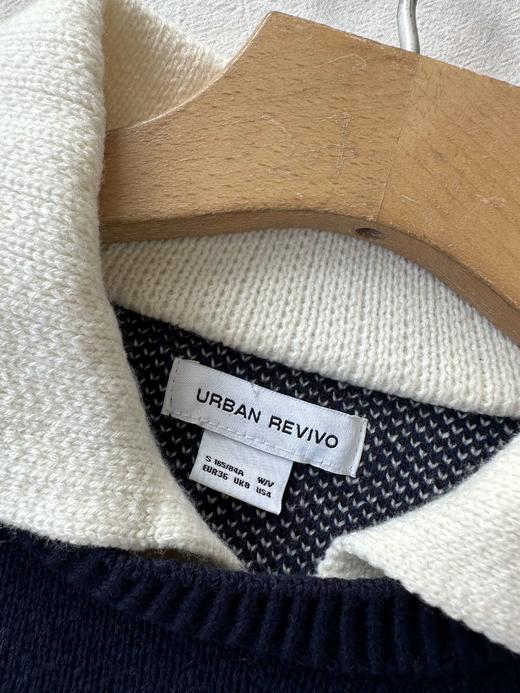 URBAN REVIVO
S 165/84A W/V
EUR36 UK8 US4